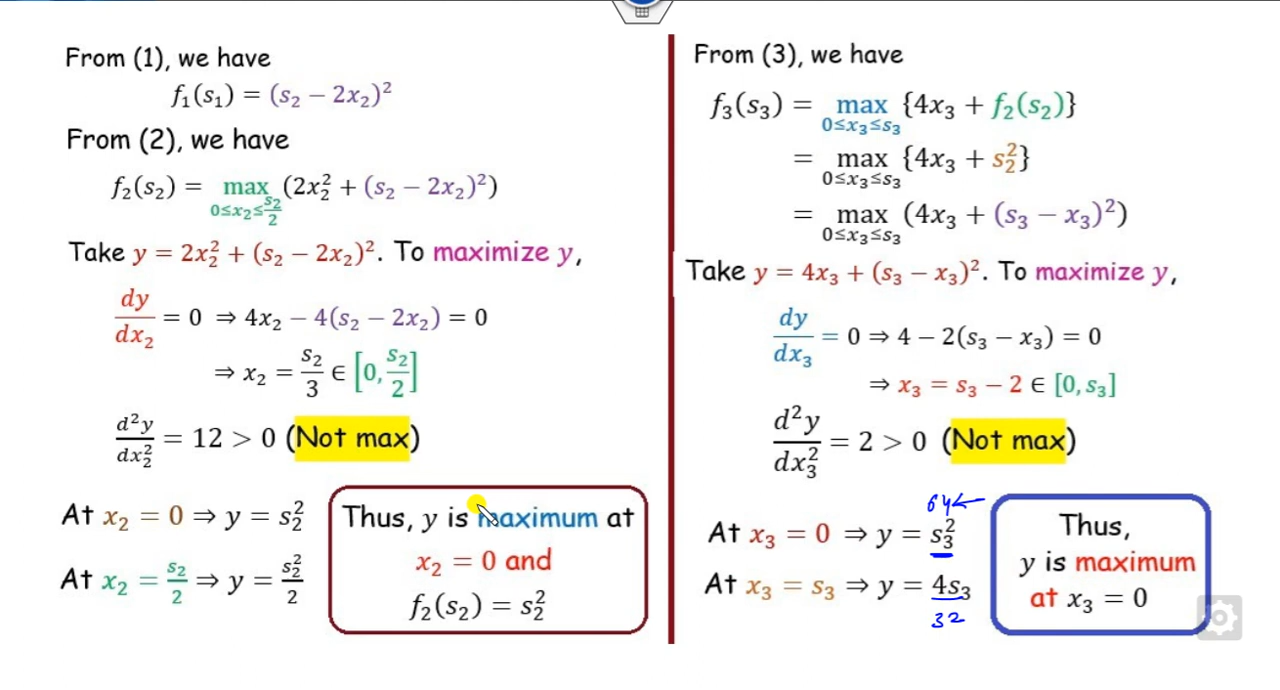 From (1), we have
f₁(s₁) = (s₂ − 2x₂)²
From (2), we have
f₂(s₂) = max (2x₂² + (s₂ − 2x₂)²)
0≤x₂≤s₂/2
Take y = 2x₂² + (s₂ − 2x₂)². To maximize y,
dy/dx₂ = 0 ⇒ 4x₂ − 4(s₂ − 2x₂) = 0
⇒ x₂ = s₂/3 ∈ [0, s₂/2]
d²y/dx₂² = 12 > 0 (Not max)
At x₂ = 0 ⇒ y = s₂²
At x₂ = s₂/2 ⇒ y = s₂²/2
Thus, y is maximum at
x₂ = 0 and
f₂(s₂) = s₂²
From (3), we have
f₃(s₃) = max {4x₃ + f₂(s₂)}
0≤x₃≤s₃
= max {4x₃ + s₂²}
0≤x₃≤s₃
= max (4x₃ + (s₃ − x₃)²)
0≤x₃≤s₃
Take y = 4x₃ + (s₃ − x₃)². To maximize y,
dy/dx₃ = 0 ⇒ 4 − 2(s₃ − x₃) = 0
⇒ x₃ = s₃ − 2 ∈ [0, s₃]
d²y/dx₃² = 2 > 0 (Not max)
64←
At x₃ = 0 ⇒ y = s₃²
At x₃ = s₃ ⇒ y = 4s₃
32
Thus,
y is maximum
at x₃ = 0